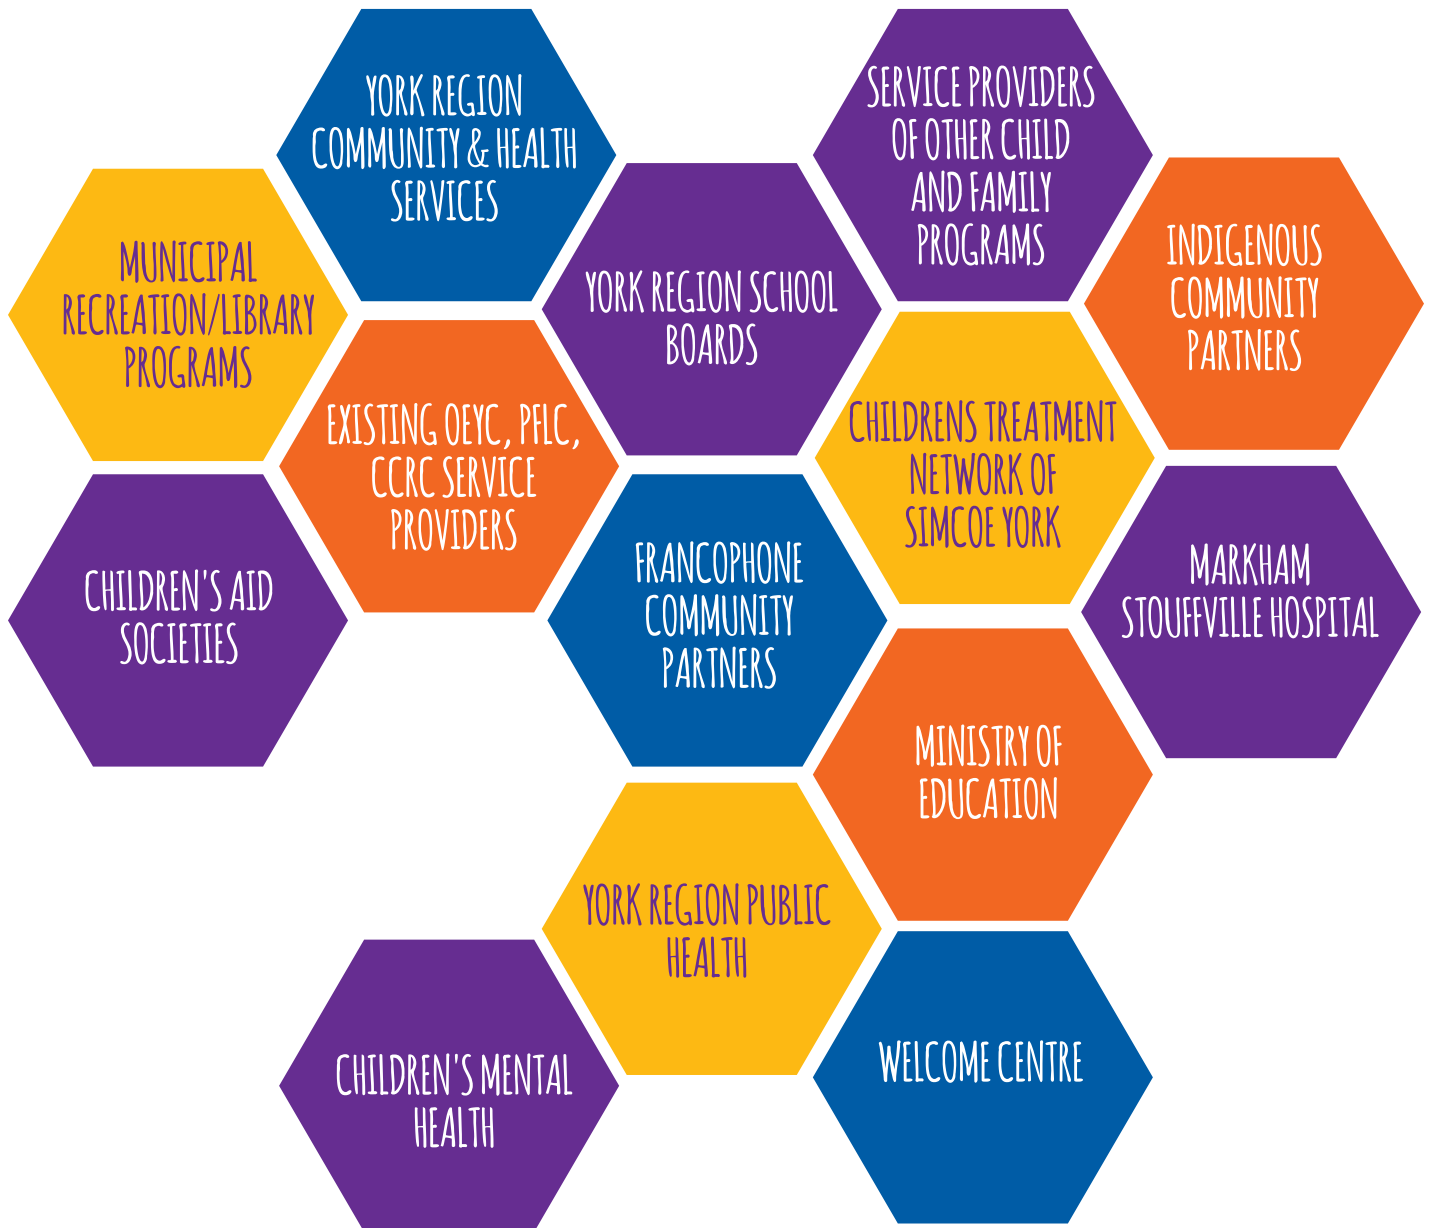 YORK REGION
COMMUNITY & HEALTH
SERVICES
SERVICE PROVIDERS
OF OTHER CHILD
AND FAMILY
PROGRAMS
MUNICIPAL
RECREATION/LIBRARY
PROGRAMS
YORK REGION SCHOOL
BOARDS
INDIGENOUS
COMMUNITY
PARTNERS
EXISTING OEYC, PFLC,
CCRC SERVICE
PROVIDERS
CHILDRENS TREATMENT
NETWORK OF
SIMCOE YORK
CHILDREN'S AID
SOCIETIES
FRANCOPHONE
COMMUNITY
PARTNERS
MARKHAM
STOUFFVILLE HOSPITAL
MINISTRY OF
EDUCATION
YORK REGION PUBLIC
HEALTH
CHILDREN'S MENTAL
HEALTH
WELCOME CENTRE